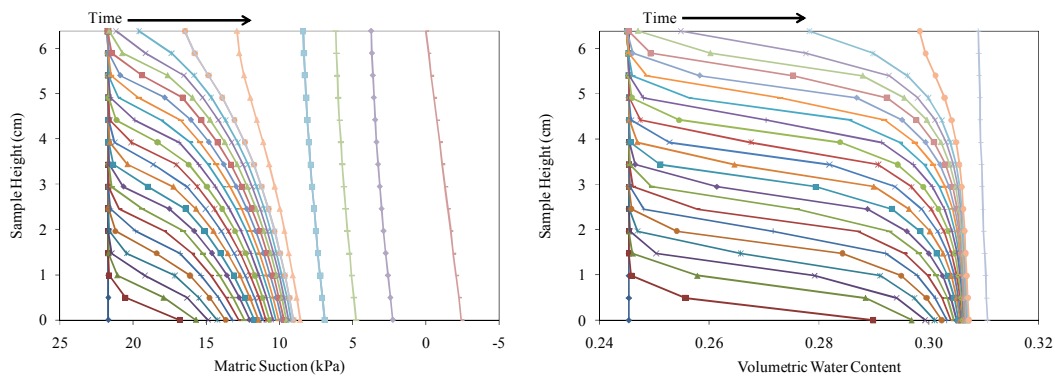 Time
6
5
4
3
2
1
0
Sample Height (cm)
25 20 15 10 5 0 -5
Matric Suction (kPa)
Time
6
5
4
3
2
1
0
Sample Height (cm)
0.24 0.26 0.28 0.30 0.32
Volumetric Water Content